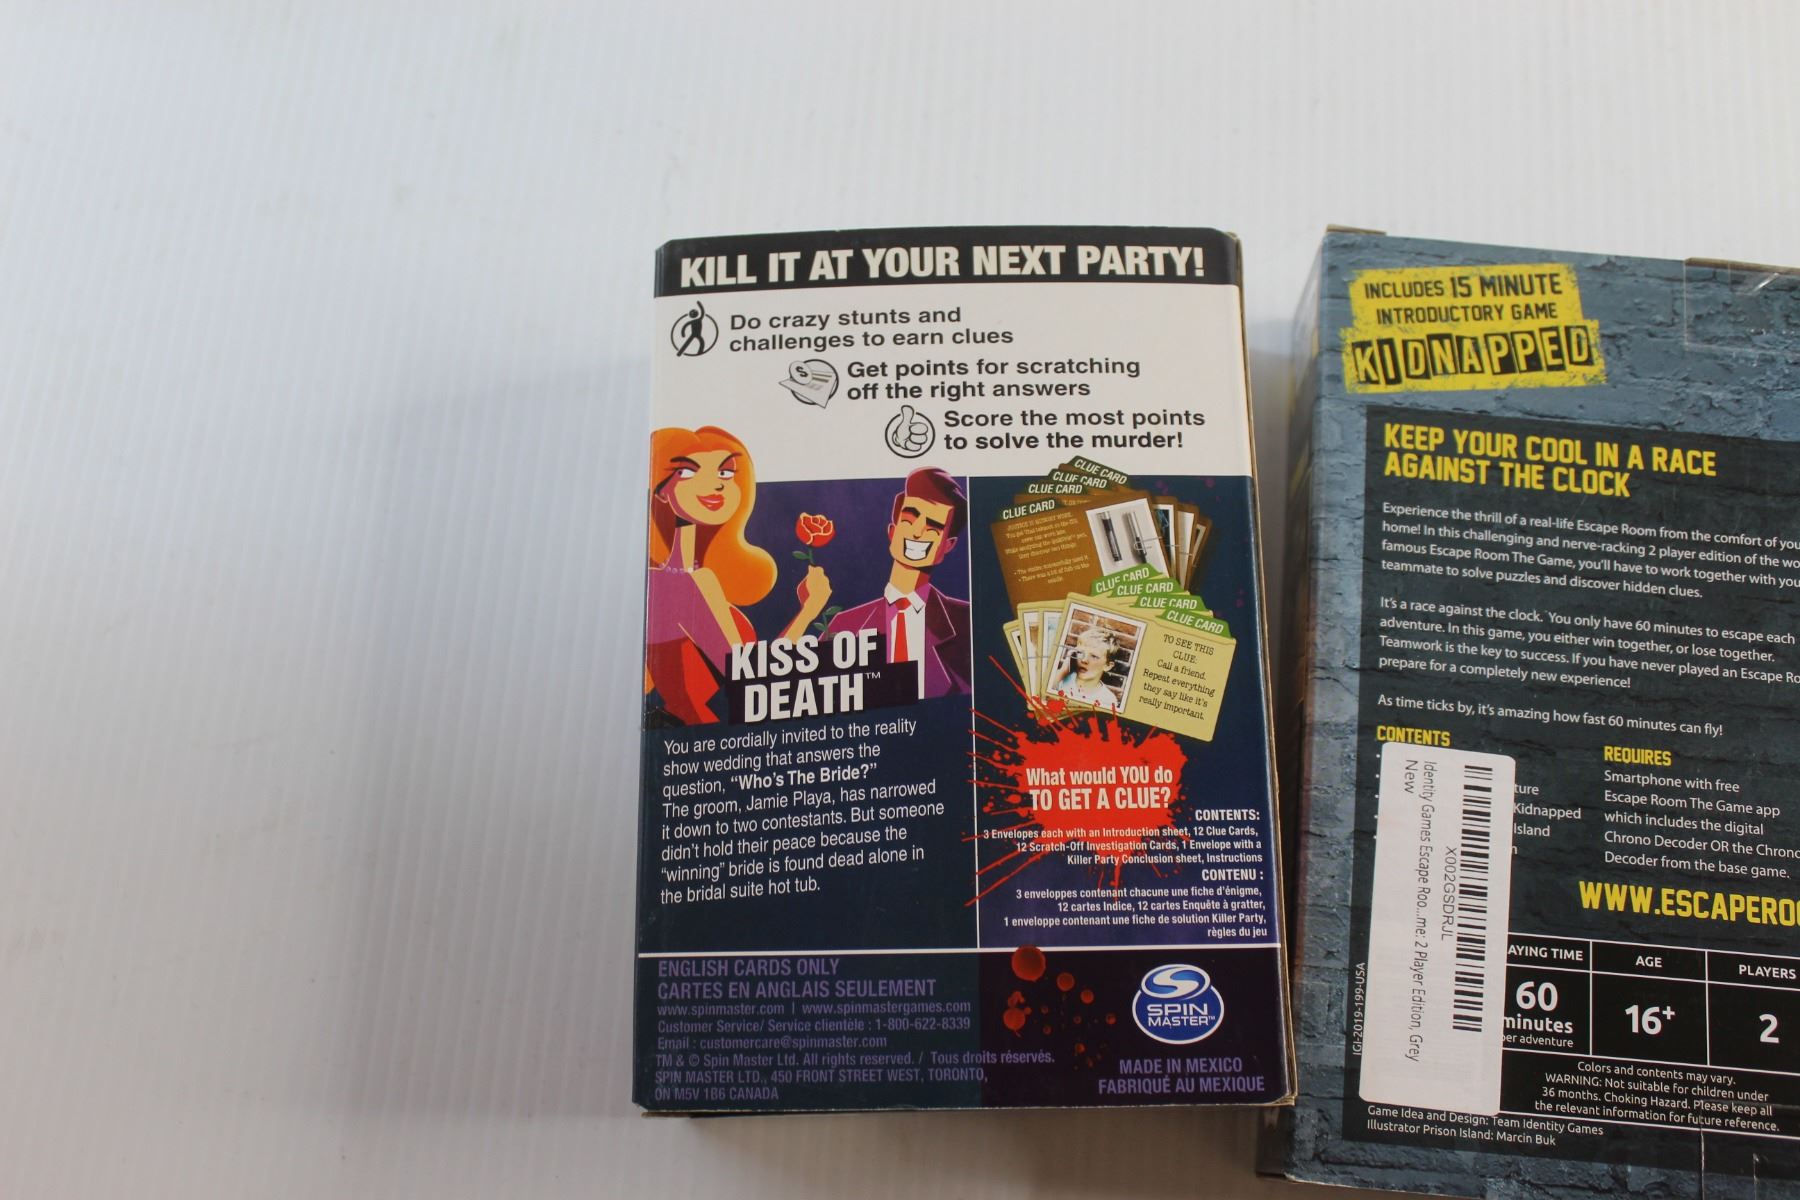 KILL IT AT YOUR NEXT PARTY!
Do crazy stunts and
challenges to earn clues
Get points for scratching
off the right answers
Score the most points
to solve the murder!
KISS OF
DEATH™
You are cordially invited to the reality
show wedding that answers the
question, "Who's The Bride?"
The groom, Jamie Playa, has narrowed
it down to two contestants. But someone
didn't hold their peace because the
"winning" bride is found dead alone in
the bridal suite hot tub.
CLUE CARD
CLUE CARD
CLUE CARD
CLUE CARD
CLUE CARD
CLUE CARD
CLUE CARD
CLUE CARD
TO SEE THIS
CLUE:
Call a friend.
Repeat everything
they say like it's
really important.
What would YOU do
TO GET A CLUE?
CONTENTS:
3 Envelopes each with an Introduction sheet, 12 Clue Cards,
12 Scratch-Off Investigation Cards, 1 Envelope with a
Killer Party Conclusion sheet, Instructions
CONTENU :
3 enveloppes contenant chacune une fiche d'énigme,
12 cartes Indice, 12 cartes Enquête à gratter,
1 enveloppe contenant une fiche de solution Killer Party,
règles du jeu
ENGLISH CARDS ONLY
CARTES EN ANGLAIS SEULEMENT
www.spinmaster.com | www.spinmastergames.com
Customer Service/ Service clientèle : 1-800-622-8339
Email : customercare@spinmaster.com
TM & © Spin Master Ltd. All rights reserved. / Tous droits réservés.
SPIN MASTER LTD., 450 FRONT STREET WEST, TORONTO,
ON M5V 1B6 CANADA
SPIN
MASTER™
MADE IN MEXICO
FABRIQUÉ AU MEXIQUE
INCLUDES 15 MINUTE
INTRODUCTORY GAME
KIDNAPPED
KEEP YOUR COOL IN A RACE
AGAINST THE CLOCK
Experience the thrill of a real-life Escape Room from the comfort of you
home! In this challenging and nerve-racking 2 player edition of the wo
famous Escape Room The Game, you'll have to work together with you
teammate to solve puzzles and discover hidden clues.
It's a race against the clock. You only have 60 minutes to escape each
adventure. In this game, you either win together, or lose together.
Teamwork is the key to success. If you have never played an Escape Ro
prepare for a completely new experience!
As time ticks by, it's amazing how fast 60 minutes can fly!
CONTENTS
ture
Kidnapped
Island
n
REQUIRES
Smartphone with free
Escape Room The Game app
which includes the digital
Chrono Decoder OR the Chrono
Decoder from the base game.
WWW.ESCAPERO
X002GSDRJL
Identity Games Escape Roo...me: 2 Player Edition, Grey
New
AYING TIME
60
minutes
per adventure
AGE
16+
PLAYERS
2
IGI-2019-199-USA
Colors and contents may vary.
WARNING: Not suitable for children under
36 months. Choking Hazard. Please keep all
the relevant information for future reference.
Game Idea and Design: Team Identity Games
Illustrator Prison Island: Marcin Buk